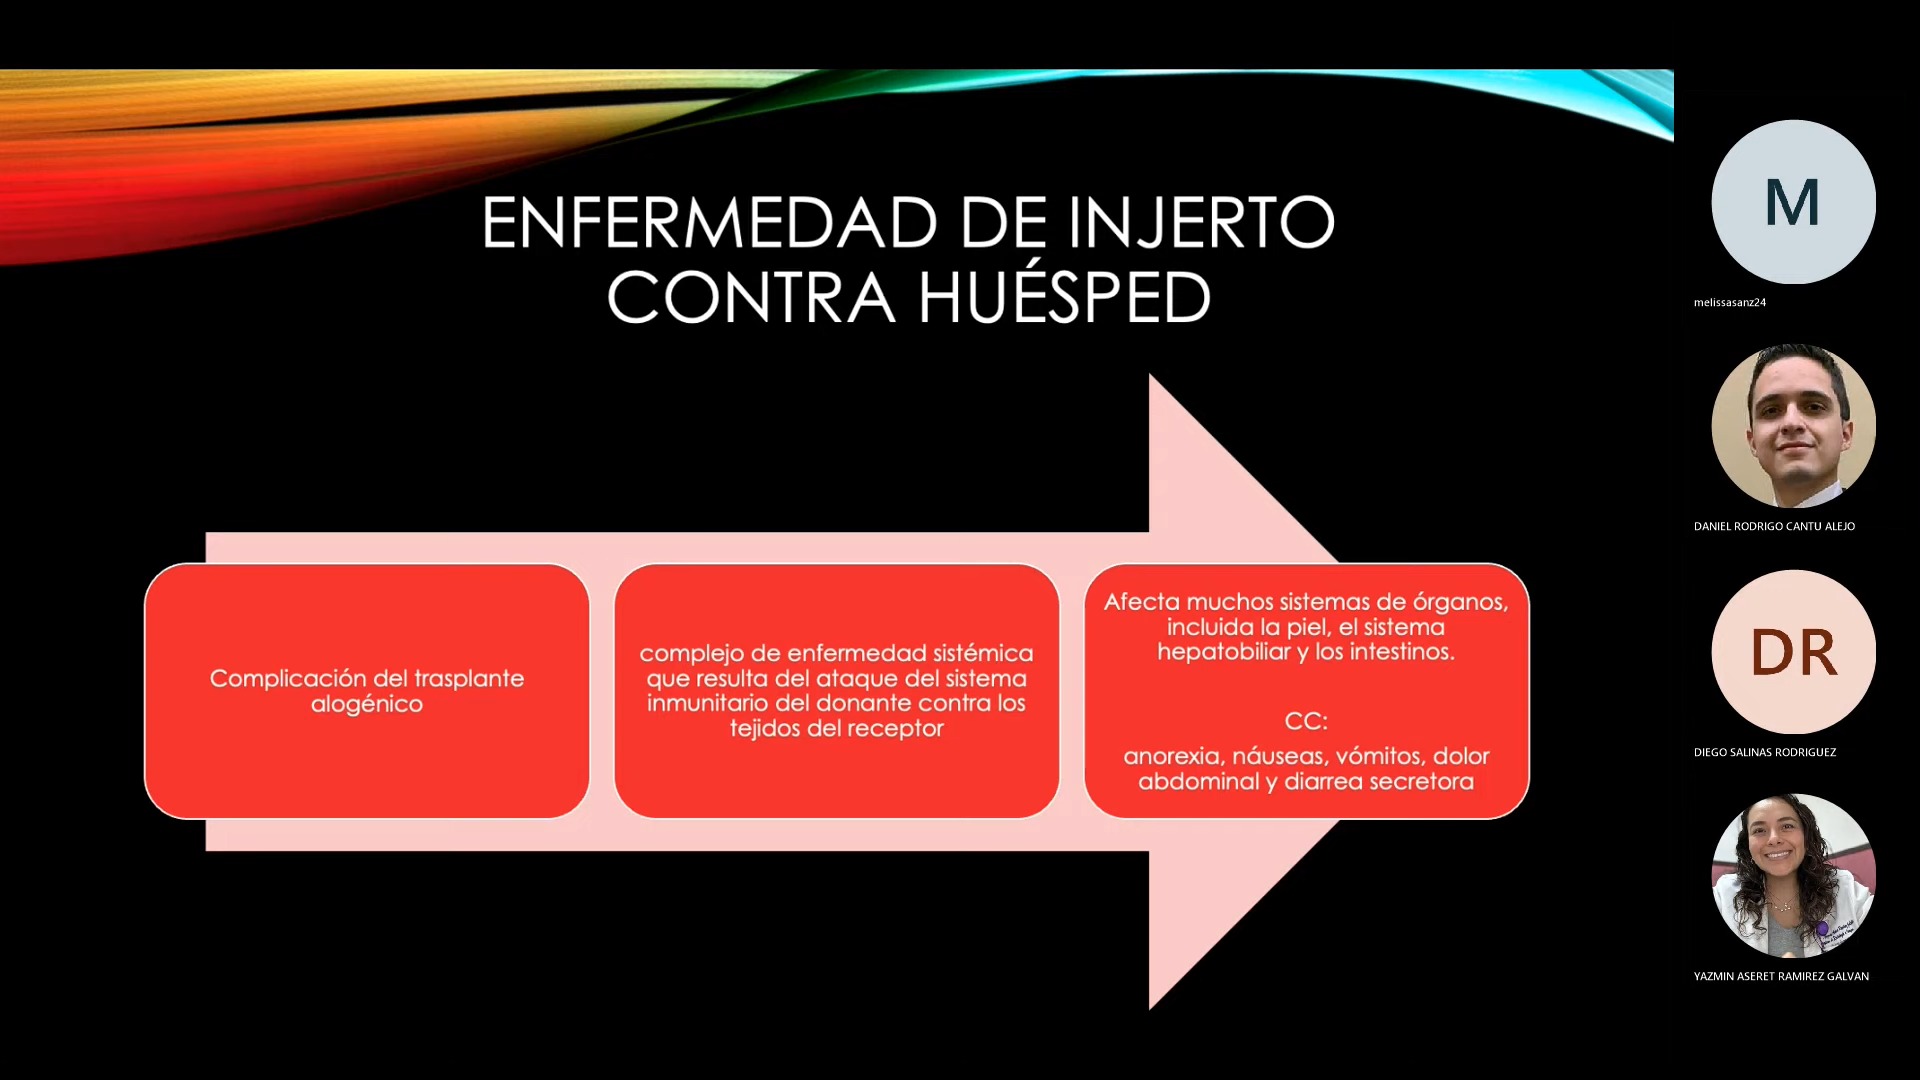 ENFERMEDAD DE INJERTO
CONTRA HUÉSPED
Complicación del trasplante
alogénico
complejo de enfermedad sistémica
que resulta del ataque del sistema
inmunitario del donante contra los
tejidos del receptor
Afecta muchos sistemas de órganos,
incluida la piel, el sistema
hepatobiliar y los intestinos.
CC:
anorexia, náuseas, vómitos, dolor
abdominal y diarrea secretora
M
melissasanz24
DANIEL RODRIGO CANTU ALEJO
DR
DIEGO SALINAS RODRIGUEZ
YAZMIN ASERET RAMIREZ GALVAN